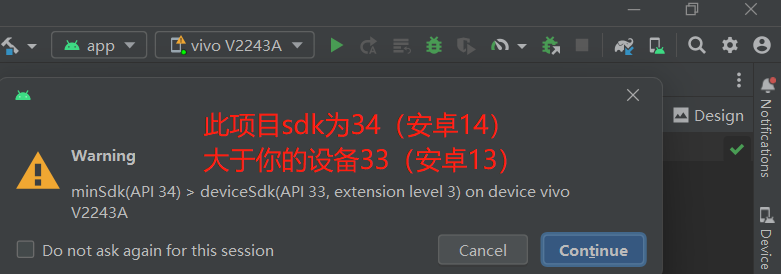 app
vivo V2243A
此项目sdk为34（安卓14）
大于你的设备33（安卓13）
Design
Warning
minSdk(API 34) > deviceSdk(API 33, extension level 3) on device vivo
V2243A
Do not ask again for this session
Cancel
Continue
Notifications
Device